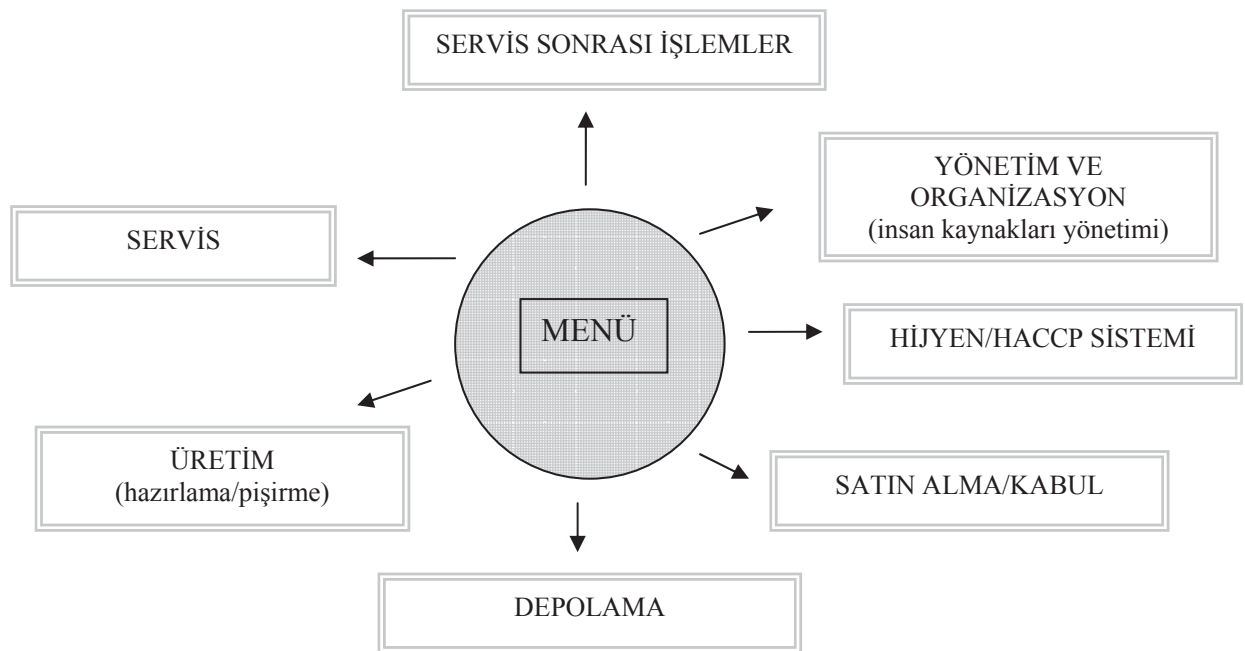 SERVİS SONRASI İŞLEMLER
YÖNETİM VE
ORGANİZASYON
(insan kaynakları yönetimi)
SERVİS
MENÜ
HİJYEN/HACCP SİSTEMİ
ÜRETİM
(hazırlama/pişirme)
SATIN ALMA/KABUL
DEPOLAMA